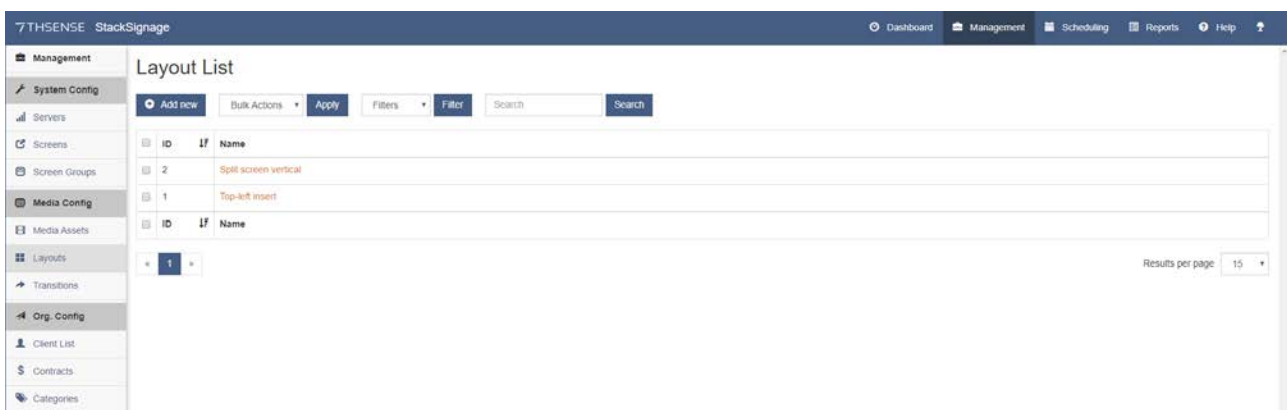 7THSENSE StackSignage Dashboard Management Scheduling Reports Help
Management
System Config
Servers
Screens
Screen Groups
Media Config
Media Assets
Layouts
Transitions
Org. Config
Client List
Contracts
Categories
Layout List
Add new Bulk Actions Apply Filters Filter Search Search
ID Name
2 Split screen vertical
1 Top-left insert
ID Name
« 1 » Results per page 15